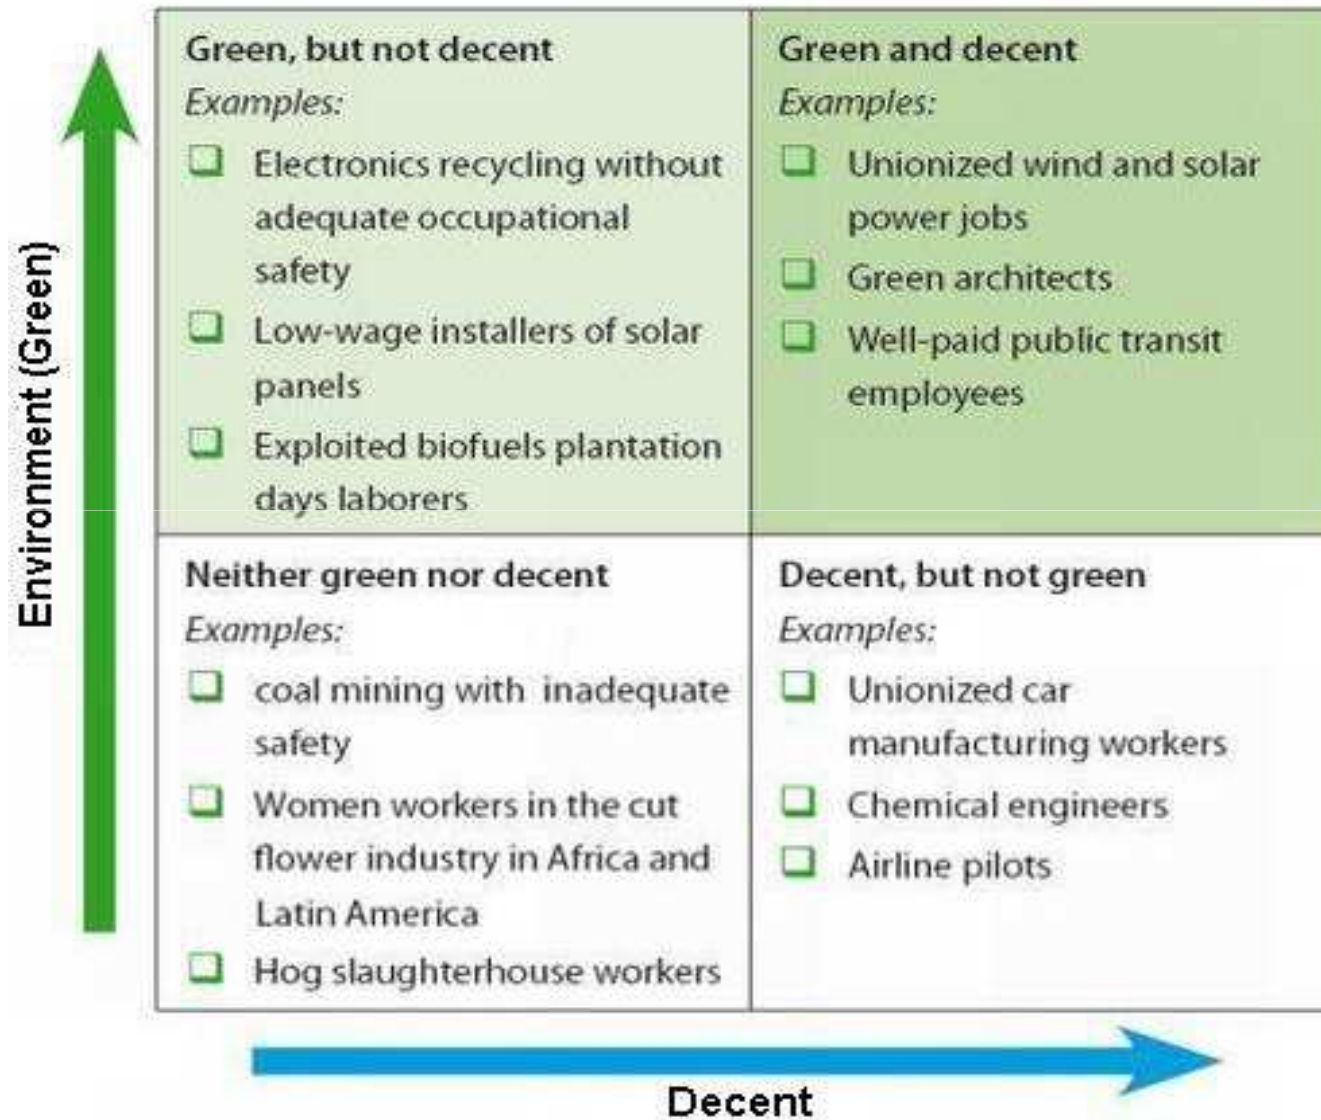 Green, but not decent
Examples:
Electronics recycling without
adequate occupational
safety
Low-wage installers of solar
panels
Exploited biofuels plantation
days laborers
Green and decent
Examples:
Unionized wind and solar
power jobs
Green architects
Well-paid public transit
employees
Neither green nor decent
Examples:
coal mining with inadequate
safety
Women workers in the cut
flower industry in Africa and
Latin America
Hog slaughterhouse workers
Decent, but not green
Examples:
Unionized car
manufacturing workers
Chemical engineers
Airline pilots
Environment (Green)
Decent